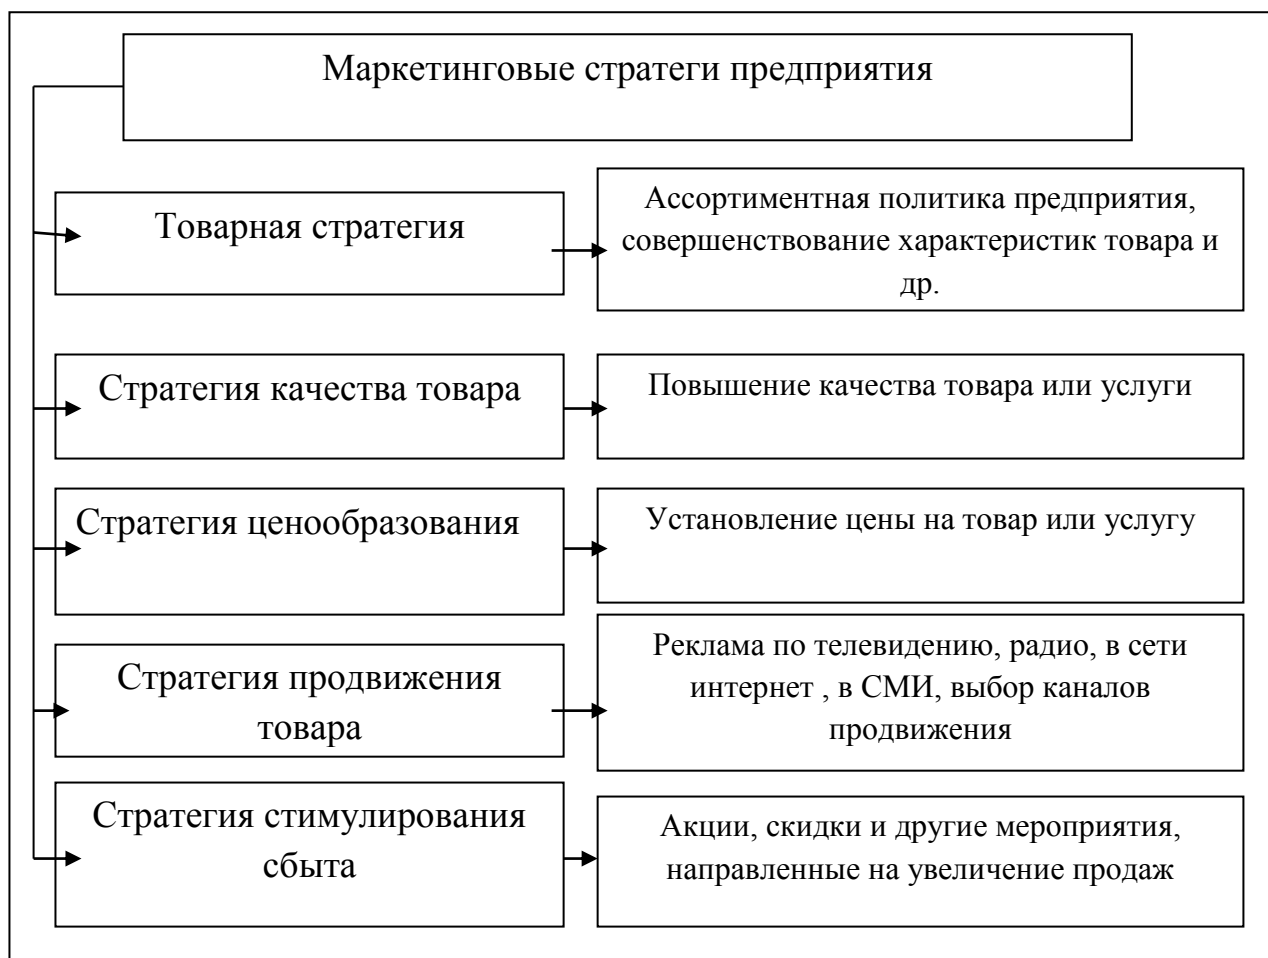 Маркетинговые стратеги предприятия
Товарная стратегия
Ассортиментная политика предприятия,
совершенствование характеристик товара и
др.
Стратегия качества товара
Повышение качества товара или услуги
Стратегия ценообразования
Установление цены на товар или услугу
Стратегия продвижения
товара
Реклама по телевидению, радио, в сети
интернет , в СМИ, выбор каналов
продвижения
Стратегия стимулирования
сбыта
Акции, скидки и другие мероприятия,
направленные на увеличение продаж